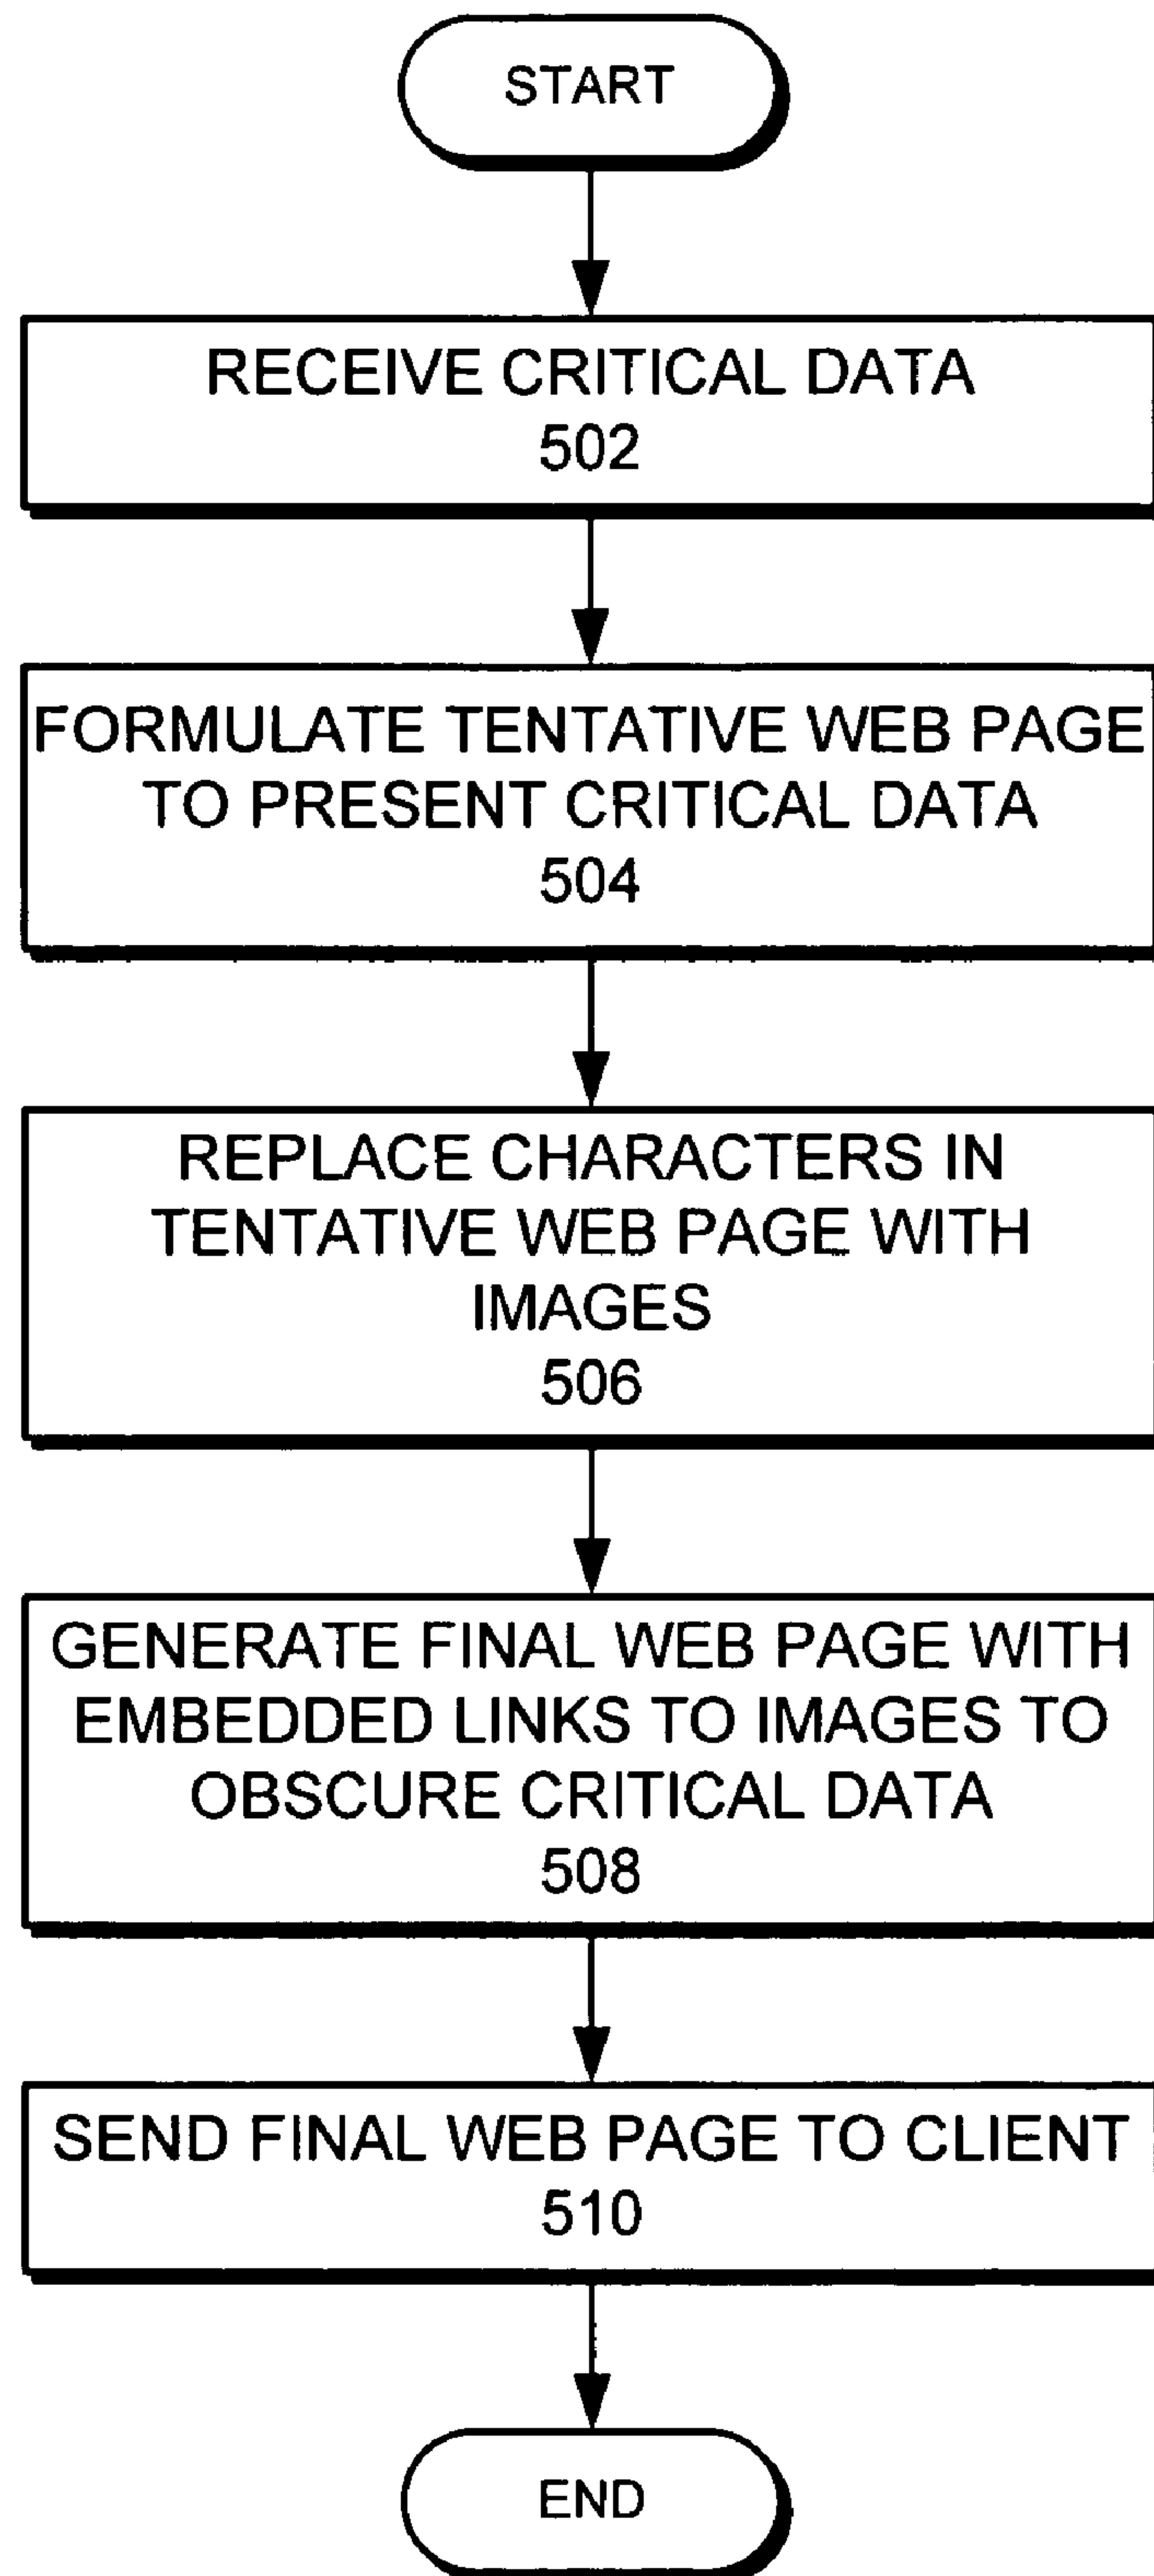 START
RECEIVE CRITICAL DATA
502
FORMULATE TENTATIVE WEB PAGE
TO PRESENT CRITICAL DATA
504
REPLACE CHARACTERS IN
TENTATIVE WEB PAGE WITH
IMAGES
506
GENERATE FINAL WEB PAGE WITH
EMBEDDED LINKS TO IMAGES TO
OBSCURE CRITICAL DATA
508
SEND FINAL WEB PAGE TO CLIENT
510
END